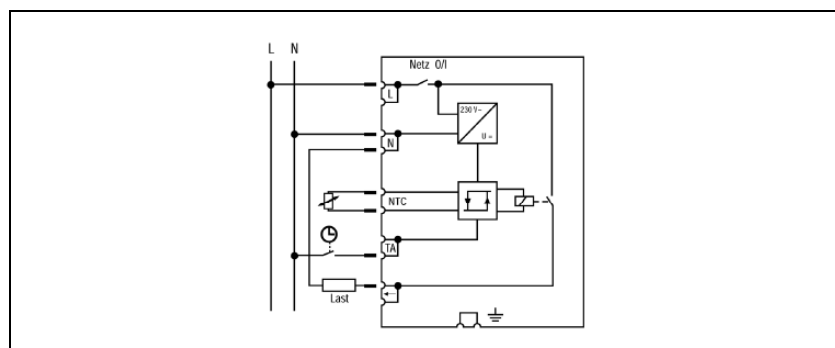 L N
Netz 0/I
L
230 V~
U =
N
NTC
TA
Last